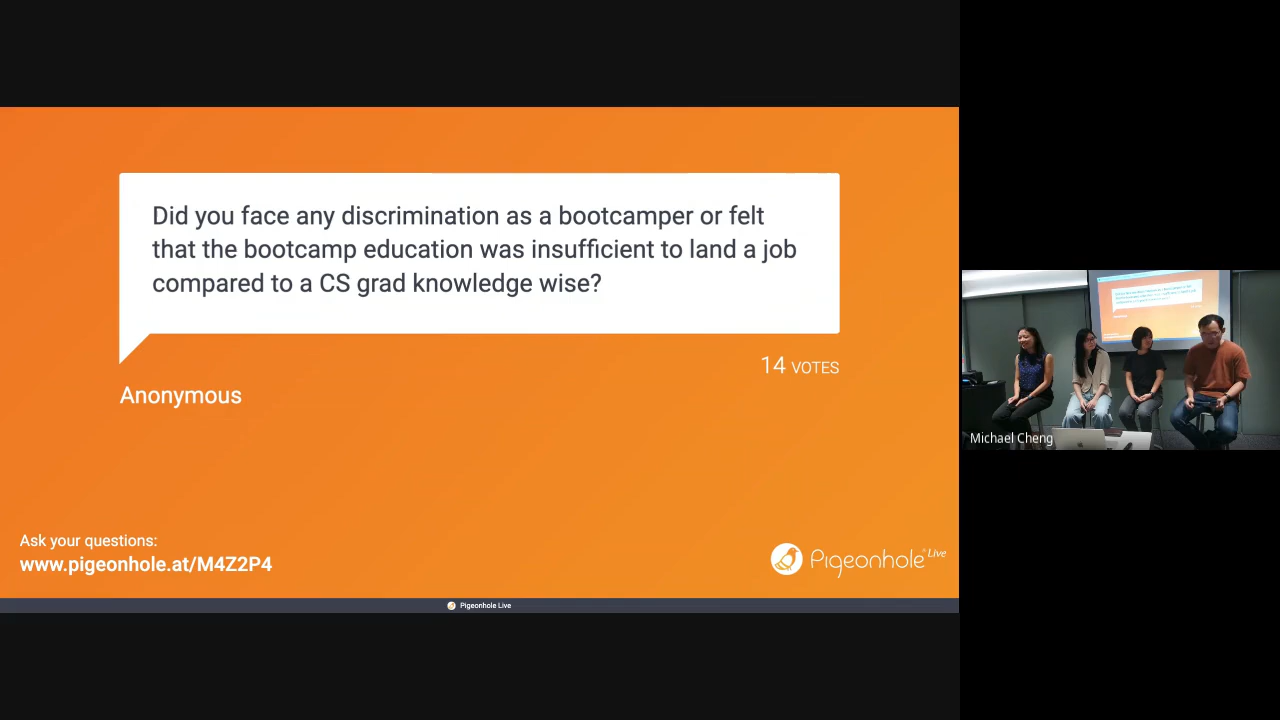 Did you face any discrimination as a bootcamper or felt
that the bootcamp education was insufficient to land a job
compared to a CS grad knowledge wise?
14 VOTES
Anonymous
Ask your questions:
www.pigeonhole.at/M4Z2P4
Pigeonhole Live
Pigeonhole Live
Michael Cheng